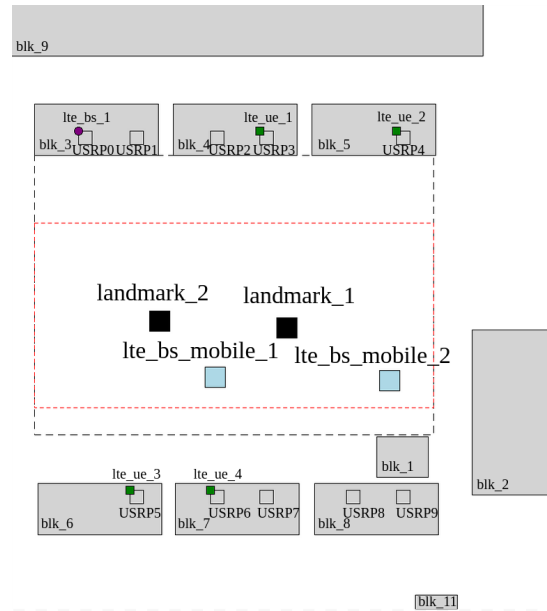 blk_9
lte_bs_1
lte_ue_1
lte_ue_2
blk_3
USRP0
USRP1
blk_4
USRP2
USRP3
blk_5
USRP4
landmark_2
landmark_1
lte_bs_mobile_1
lte_bs_mobile_2
blk_1
blk_2
lte_ue_3
lte_ue_4
blk_6
USRP5
blk_7
USRP6
USRP7
blk_8
USRP8
USRP9
blk_11